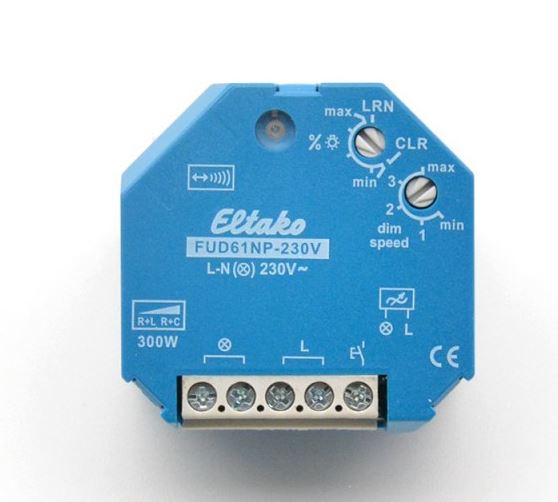 LRN
max
%
CLR
min
3
max
2
min
dim
speed
1
Eltako
FUD61NP-230V
L-N(⊗) 230V~
R+L R+C
300W
⊗ L
⊗
L
CE